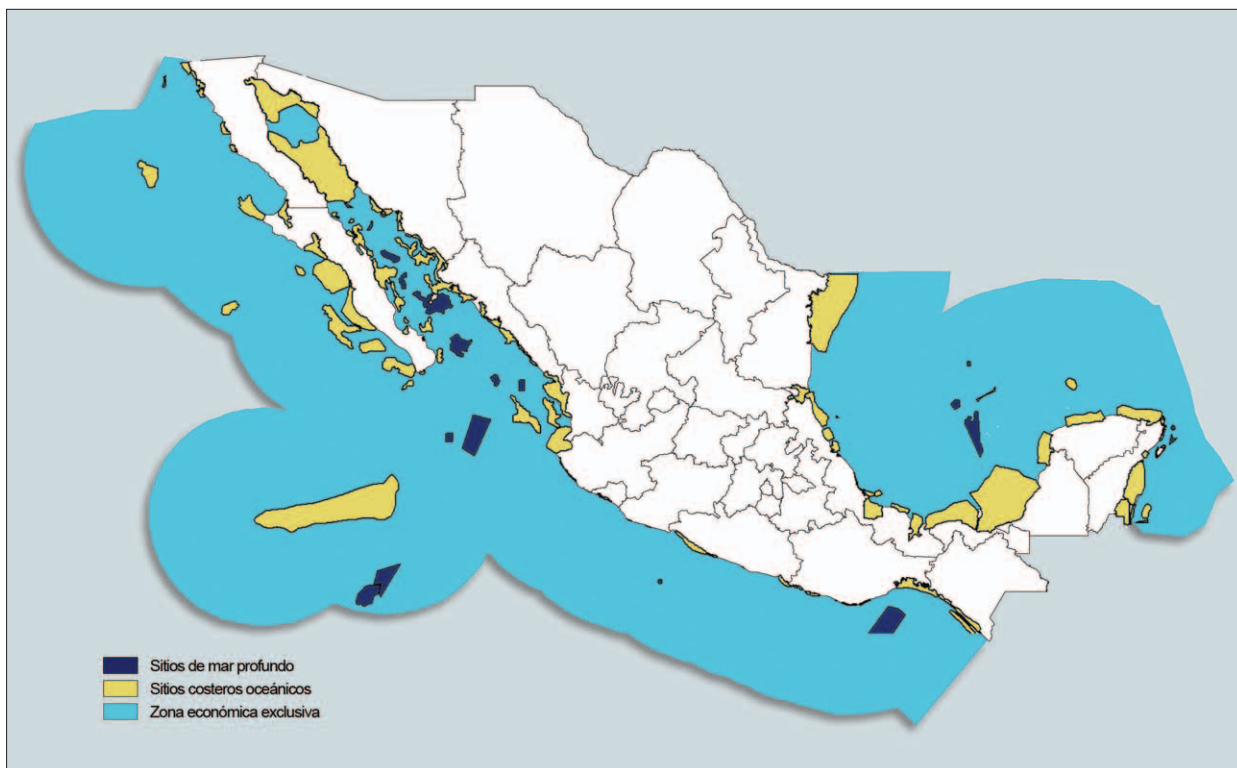 Sitios de mar profundo
Sitios costeros oceánicos
Zona económica exclusiva